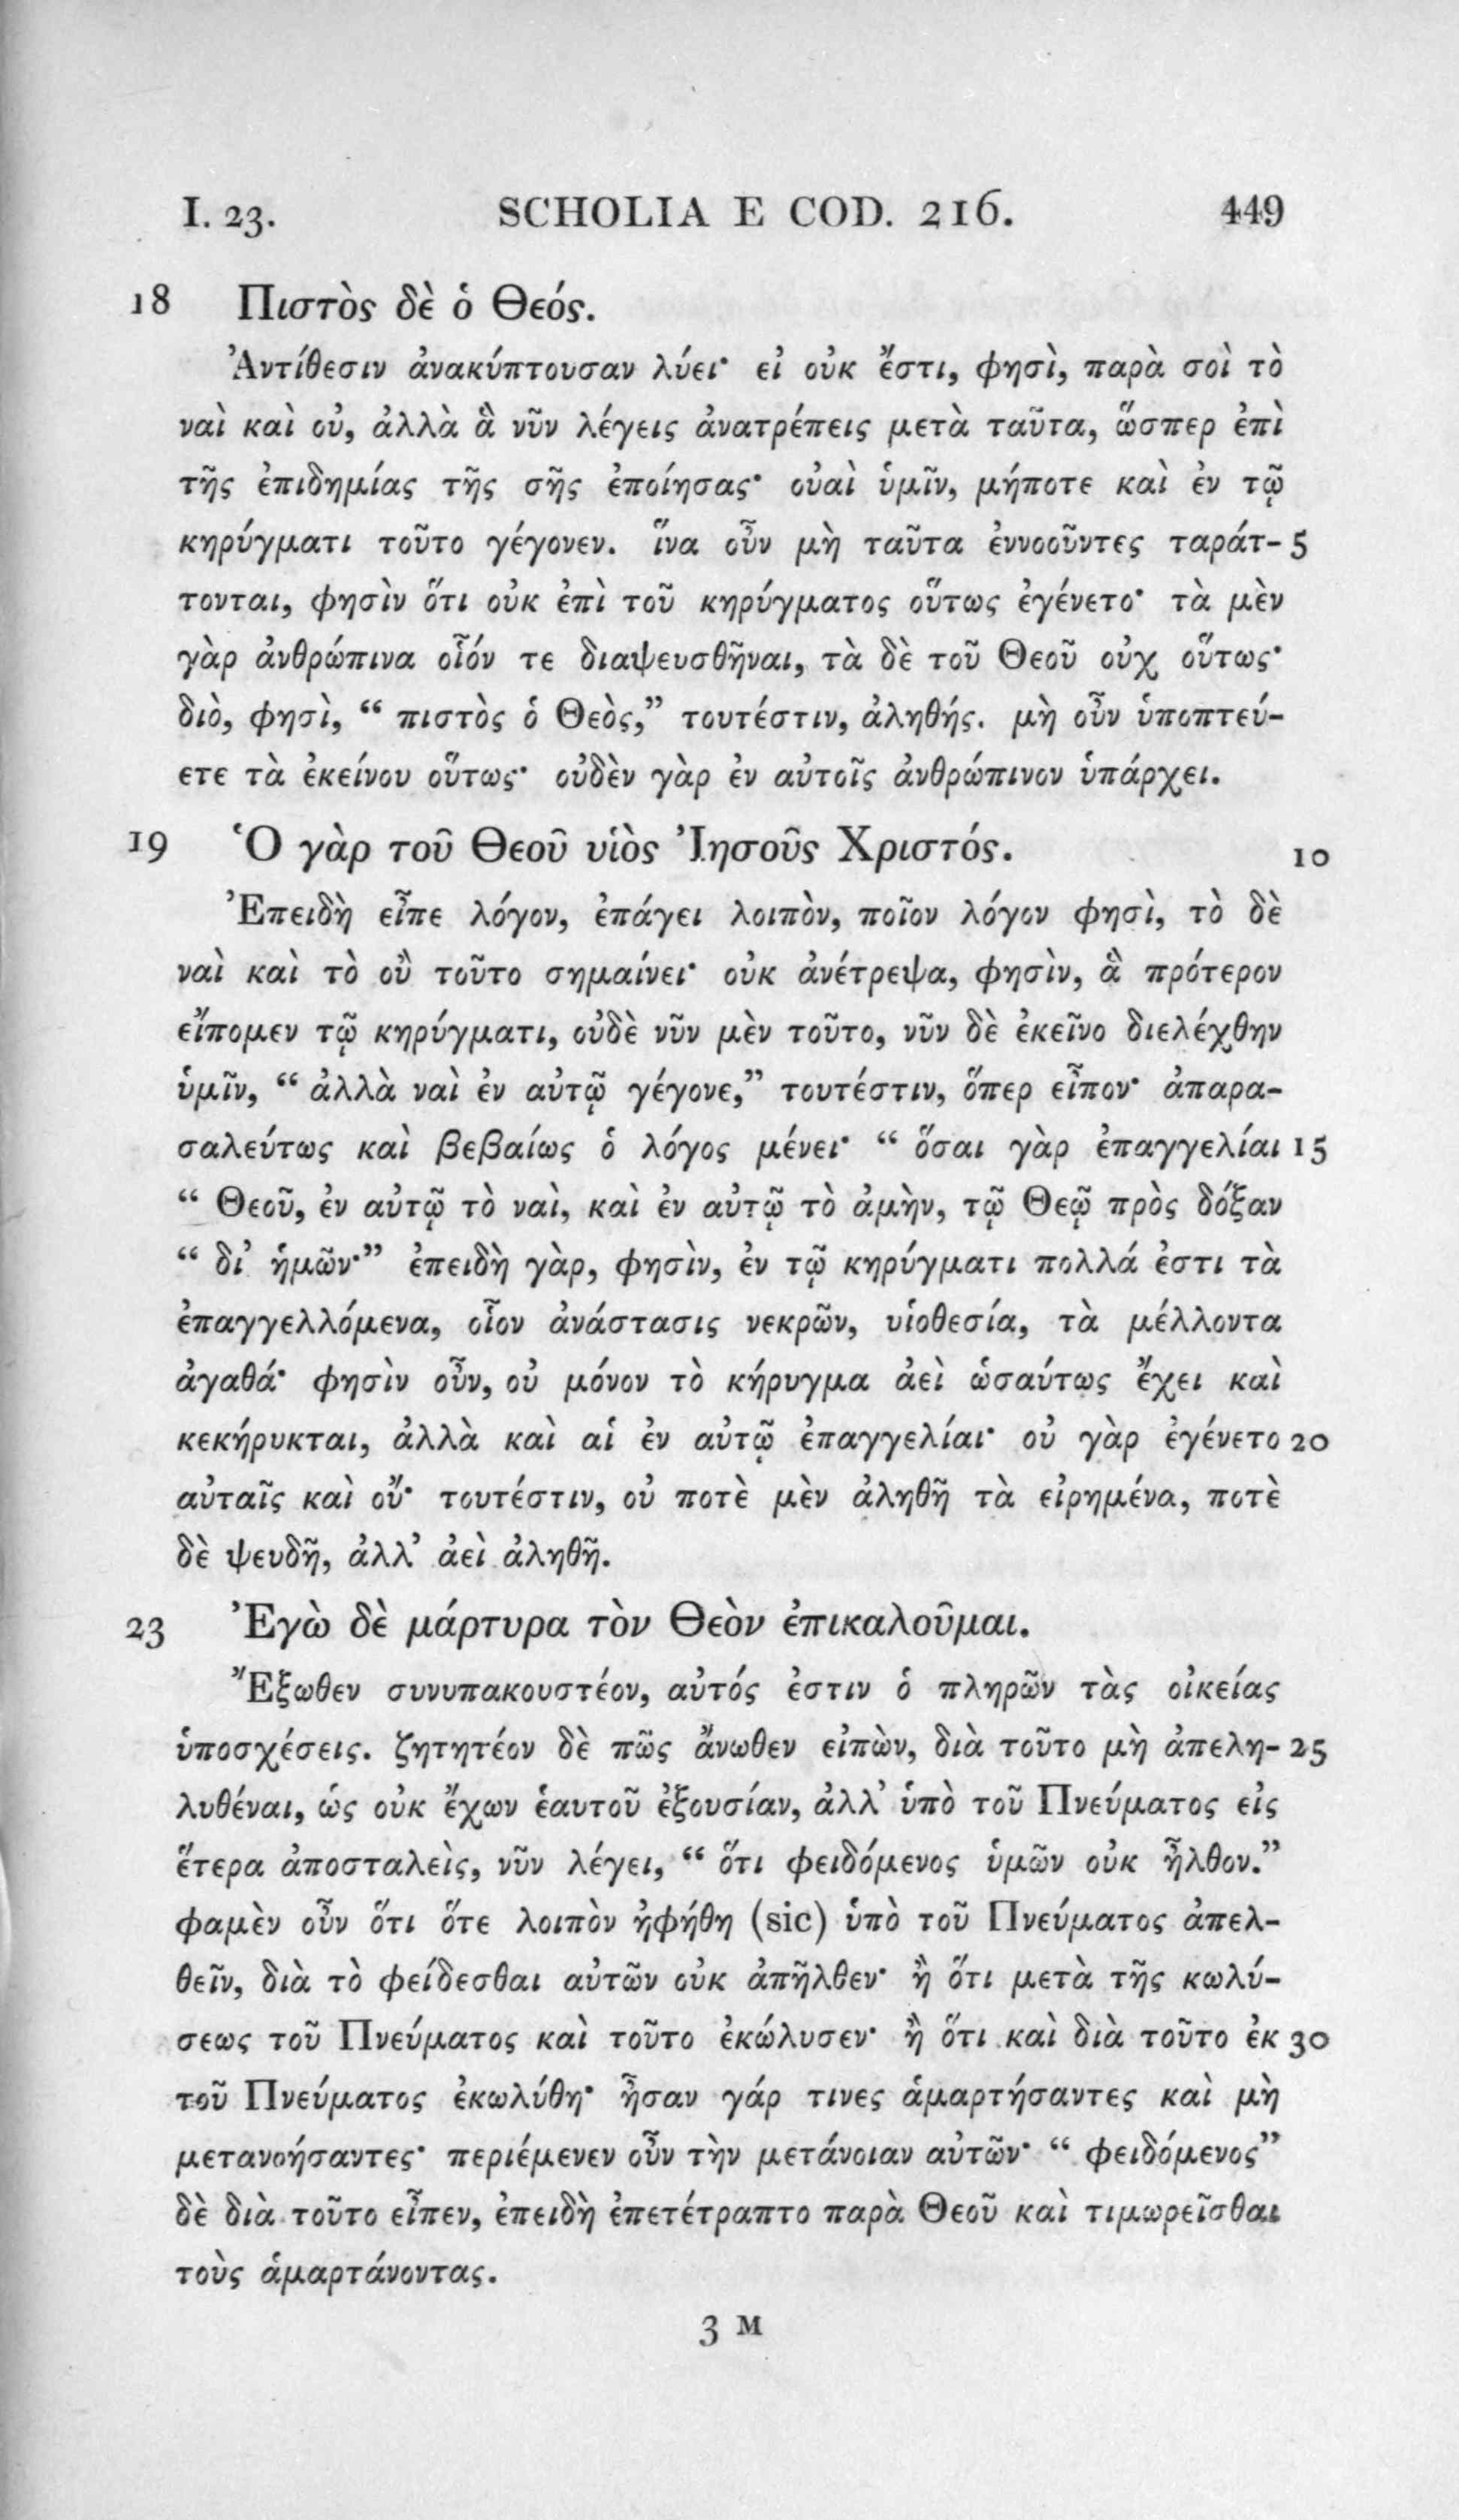 I. 23. SCHOLIA E COD. 216. 449
18 Πιστὸς δὲ ὁ Θεός.
Ἀντίθεσιν ἀνακύπτουσαν λύει· εἰ οὐκ ἔστι, φησὶ, παρὰ σοὶ τὸ
ναὶ καὶ οὐ, ἀλλὰ ἃ νῦν λέγεις ἀνατρέπεις μετὰ ταῦτα, ὥσπερ ἐπὶ
τῆς ἐπιδημίας τῆς σῆς ἐποίησας· οὐαὶ ὑμῖν, μήποτε καὶ ἐν τῷ
κηρύγματι τοῦτο γέγονεν. ἵνα οὖν μὴ ταῦτα ἐννοοῦντες ταράτ- 5
τονται, φησὶν ὅτι οὐκ ἐπὶ τοῦ κηρύγματος οὕτως ἐγένετο· τὰ μὲν
γὰρ ἀνθρώπινα οἷόν τε διαψευσθῆναι, τὰ δὲ τοῦ Θεοῦ οὐχ οὕτως·
διὸ, φησὶ, “ πιστὸς ὁ Θεὸς,” τουτέστιν, ἀληθής. μὴ οὖν ὑποπτεύ-
ετε τὰ ἐκείνου οὕτως· οὐδὲν γὰρ ἐν αὐτοῖς ἀνθρώπινον ὑπάρχει.
19 Ὁ γὰρ τοῦ Θεοῦ υἱὸς Ἰησοῦς Χριστός. 10
Ἐπειδὴ εἶπε λόγον, ἐπάγει λοιπὸν, ποῖον λόγον φησὶ, τὸ δὲ
ναὶ καὶ τὸ οὒ τοῦτο σημαίνει· οὐκ ἀνέτρεψα, φησὶν, ἃ πρότερον
εἴπομεν τῷ κηρύγματι, οὐδὲ νῦν μὲν τοῦτο, νῦν δὲ ἐκεῖνο διελέχθην
ὑμῖν, “ ἀλλὰ ναὶ ἐν αὐτῷ γέγονε,” τουτέστιν, ὅπερ εἶπον· ἀπαρα-
σαλεύτως καὶ βεβαίως ὁ λόγος μένει· “ ὅσαι γὰρ ἐπαγγελίαι 15
“ Θεοῦ, ἐν αὐτῷ τὸ ναὶ, καὶ ἐν αὐτῷ τὸ ἀμὴν, τῷ Θεῷ πρὸς δόξαν
“ δι’ ἡμῶν·” ἐπειδὴ γὰρ, φησὶν, ἐν τῷ κηρύγματι πολλά ἐστι τὰ
ἐπαγγελλόμενα, οἷον ἀνάστασις νεκρῶν, υἱοθεσία, τὰ μέλλοντα
ἀγαθά· φησὶν οὖν, οὐ μόνον τὸ κήρυγμα ἀεὶ ὡσαύτως ἔχει καὶ
κεκήρυκται, ἀλλὰ καὶ αἱ ἐν αὐτῷ ἐπαγγελίαι· οὐ γὰρ ἐγένετο 20
αὐταῖς καὶ οὔ· τουτέστιν, οὐ ποτὲ μὲν ἀληθῆ τὰ εἰρημένα, ποτὲ
δὲ ψευδῆ, ἀλλ’ ἀεὶ ἀληθῆ.
23 Ἐγὼ δὲ μάρτυρα τὸν Θεὸν ἐπικαλοῦμαι.
Ἔξωθεν συνυπακουστέον, αὐτός ἐστιν ὁ πληρῶν τὰς οἰκείας
ὑποσχέσεις. ζητητέον δὲ πῶς ἄνωθεν εἰπὼν, διὰ τοῦτο μὴ ἀπελη- 25
λυθέναι, ὡς οὐκ ἔχων ἑαυτοῦ ἐξουσίαν, ἀλλ’ ὑπὸ τοῦ Πνεύματος εἰς
ἕτερα ἀποσταλεὶς, νῦν λέγει, “ ὅτι φειδόμενος ὑμῶν οὐκ ἦλθον.”
φαμὲν οὖν ὅτι ὅτε λοιπὸν ἠφήθη (sic) ὑπὸ τοῦ Πνεύματος ἀπελ-
θεῖν, διὰ τὸ φείδεσθαι αὐτῶν οὐκ ἀπῆλθεν· ἢ ὅτι μετὰ τῆς κωλύ-
σεως τοῦ Πνεύματος καὶ τοῦτο ἐκώλυσεν· ἢ ὅτι καὶ διὰ τοῦτο ἐκ 30
τοῦ Πνεύματος ἐκωλύθη· ἦσαν γάρ τινες ἁμαρτήσαντες καὶ μὴ
μετανοήσαντες· περιέμενεν οὖν τὴν μετάνοιαν αὐτῶν· “ φειδόμενος”
δὲ διὰ τοῦτο εἶπεν, ἐπειδὴ ἐπετέτραπτο παρὰ Θεοῦ καὶ τιμωρεῖσθαι
τοὺς ἁμαρτάνοντας.
3 M